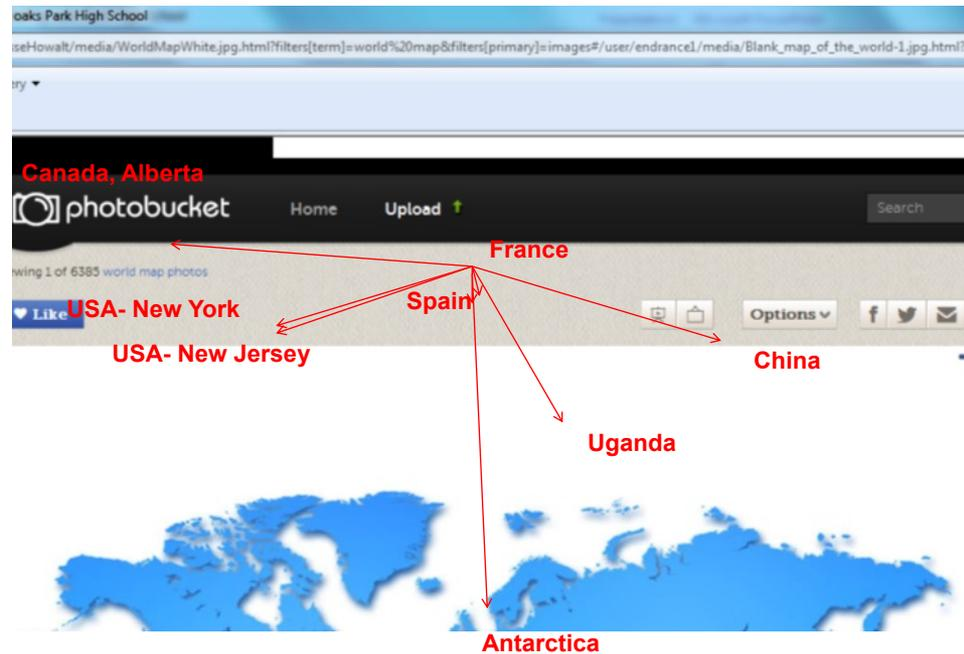 oaks Park High School
seHowalt/media/WorldMapWhite.jpg.html?filters[term]=world%20map&filters[primary]=images#/user/endrance1/media/Blank_map_of_the_world-1.jpg.html?
ery
Canada, Alberta
photobucket Home Upload Search
France
wing 1 of 6385 world map photos
Like USA- New York Spain Options
USA- New Jersey
China
Uganda
Antarctica